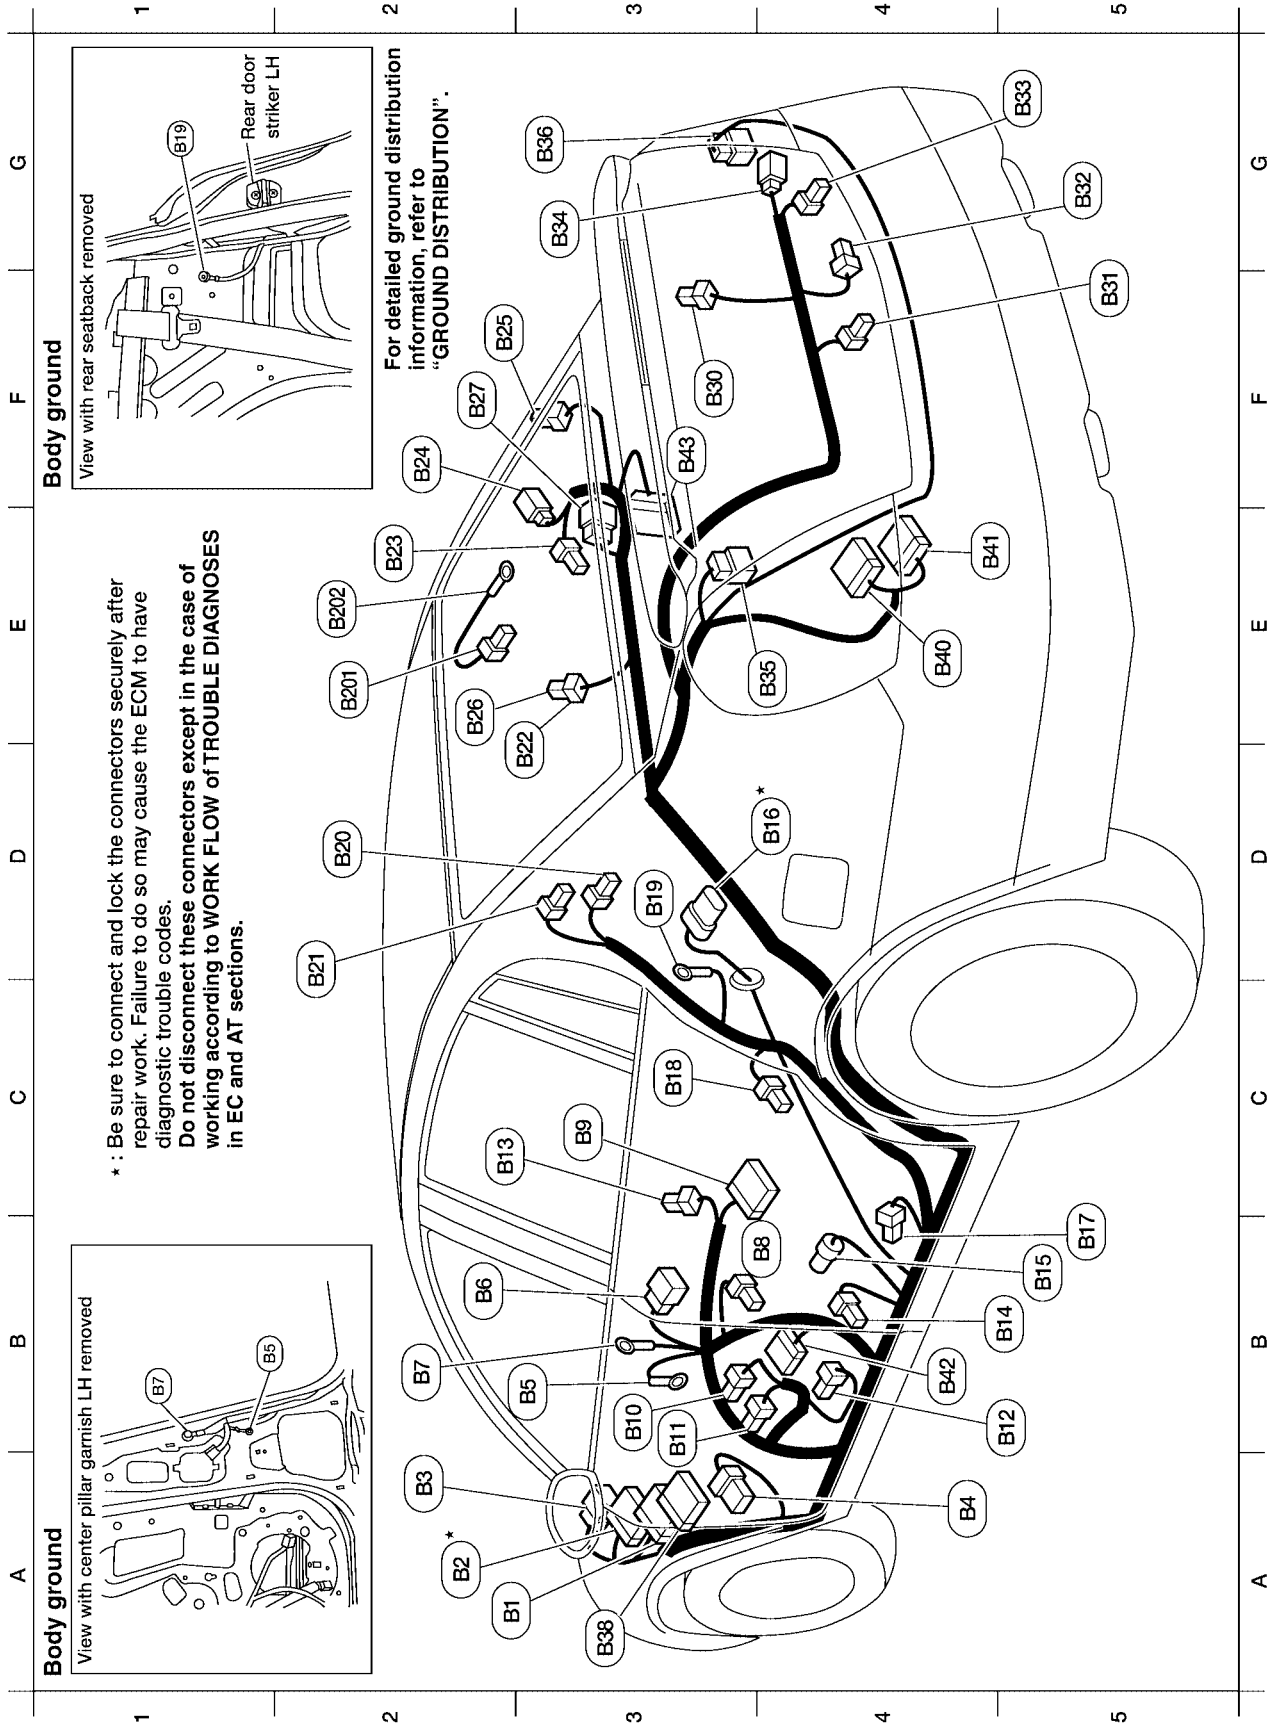 A
B
C
D
E
F
G
1
2
3
4
5
Body ground
View with center pillar garnish LH removed
B7
B5
★ : Be sure to connect and lock the connectors securely after
repair work. Failure to do so may cause the ECM to have
diagnostic trouble codes.
Do not disconnect these connectors except in the case of
working according to WORK FLOW of TROUBLE DIAGNOSES
in EC and AT sections.
Body ground
View with rear seatback removed
B19
Rear door
striker LH
For detailed ground distribution
information, refer to
“GROUND DISTRIBUTION”.
B38
B1
B2 ★
B3
B7
B5
B6
B13
B9
B21
B20
B201
B202
B26
B22
B23
B24
B27
B25
B34
B36
B10
B11
B8
B18
B19
B16 ★
B35
B43
B30
B4
B12
B42
B14
B15
B17
B40
B41
B31
B32
B33
1
2
3
4
5
A
B
C
D
E
F
G